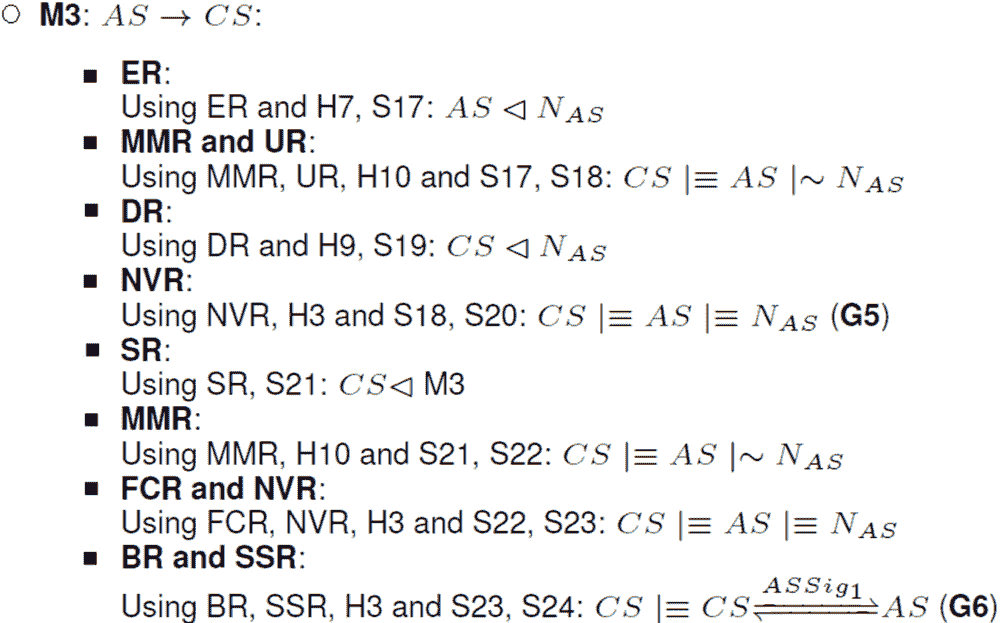 ○ M3: AS → CS:
■ ER:
Using ER and H7, S17: AS ◁ N_AS
■ MMR and UR:
Using MMR, UR, H10 and S17, S18: CS |≡ AS |∼ N_AS
■ DR:
Using DR and H9, S19: CS ◁ N_AS
■ NVR:
Using NVR, H3 and S18, S20: CS |≡ AS |≡ N_AS (G5)
■ SR:
Using SR, S21: CS◁ M3
■ MMR:
Using MMR, H10 and S21, S22: CS |≡ AS |∼ N_AS
■ FCR and NVR:
Using FCR, NVR, H3 and S22, S23: CS |≡ AS |≡ N_AS
■ BR and SSR:
Using BR, SSR, H3 and S23, S24: CS |≡ CS ⇌^{ASSig_1} AS (G6)